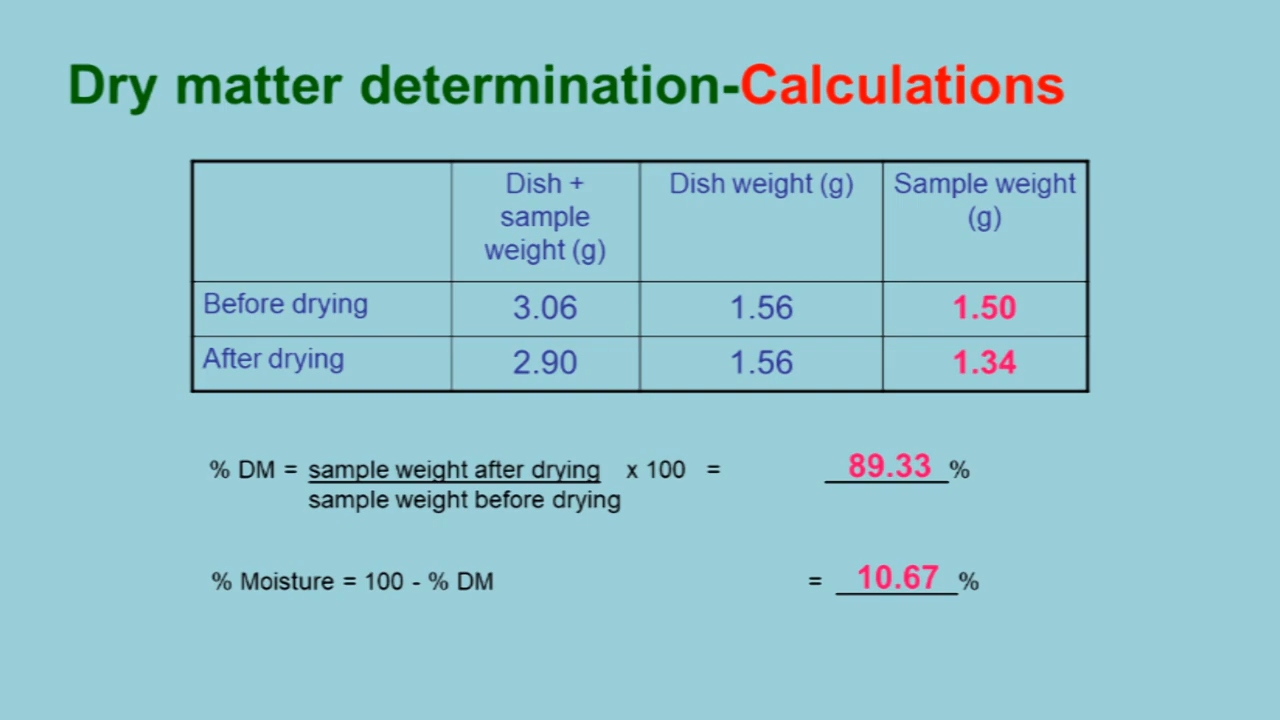 Dry matter determination-Calculations
Dish + sample weight (g) Dish weight (g) Sample weight (g)
Before drying 3.06 1.56 1.50
After drying 2.90 1.56 1.34
% DM = sample weight after drying x 100 = 89.33 %
sample weight before drying
% Moisture = 100 - % DM = 10.67 %